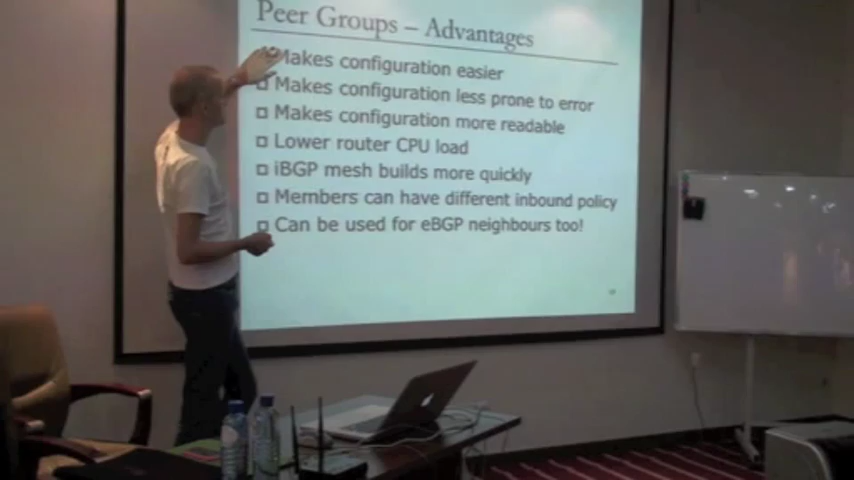 Peer Groups – Advantages
Makes configuration easier
Makes configuration less prone to error
Makes configuration more readable
Lower router CPU load
iBGP mesh builds more quickly
Members can have different inbound policy
Can be used for eBGP neighbours too!